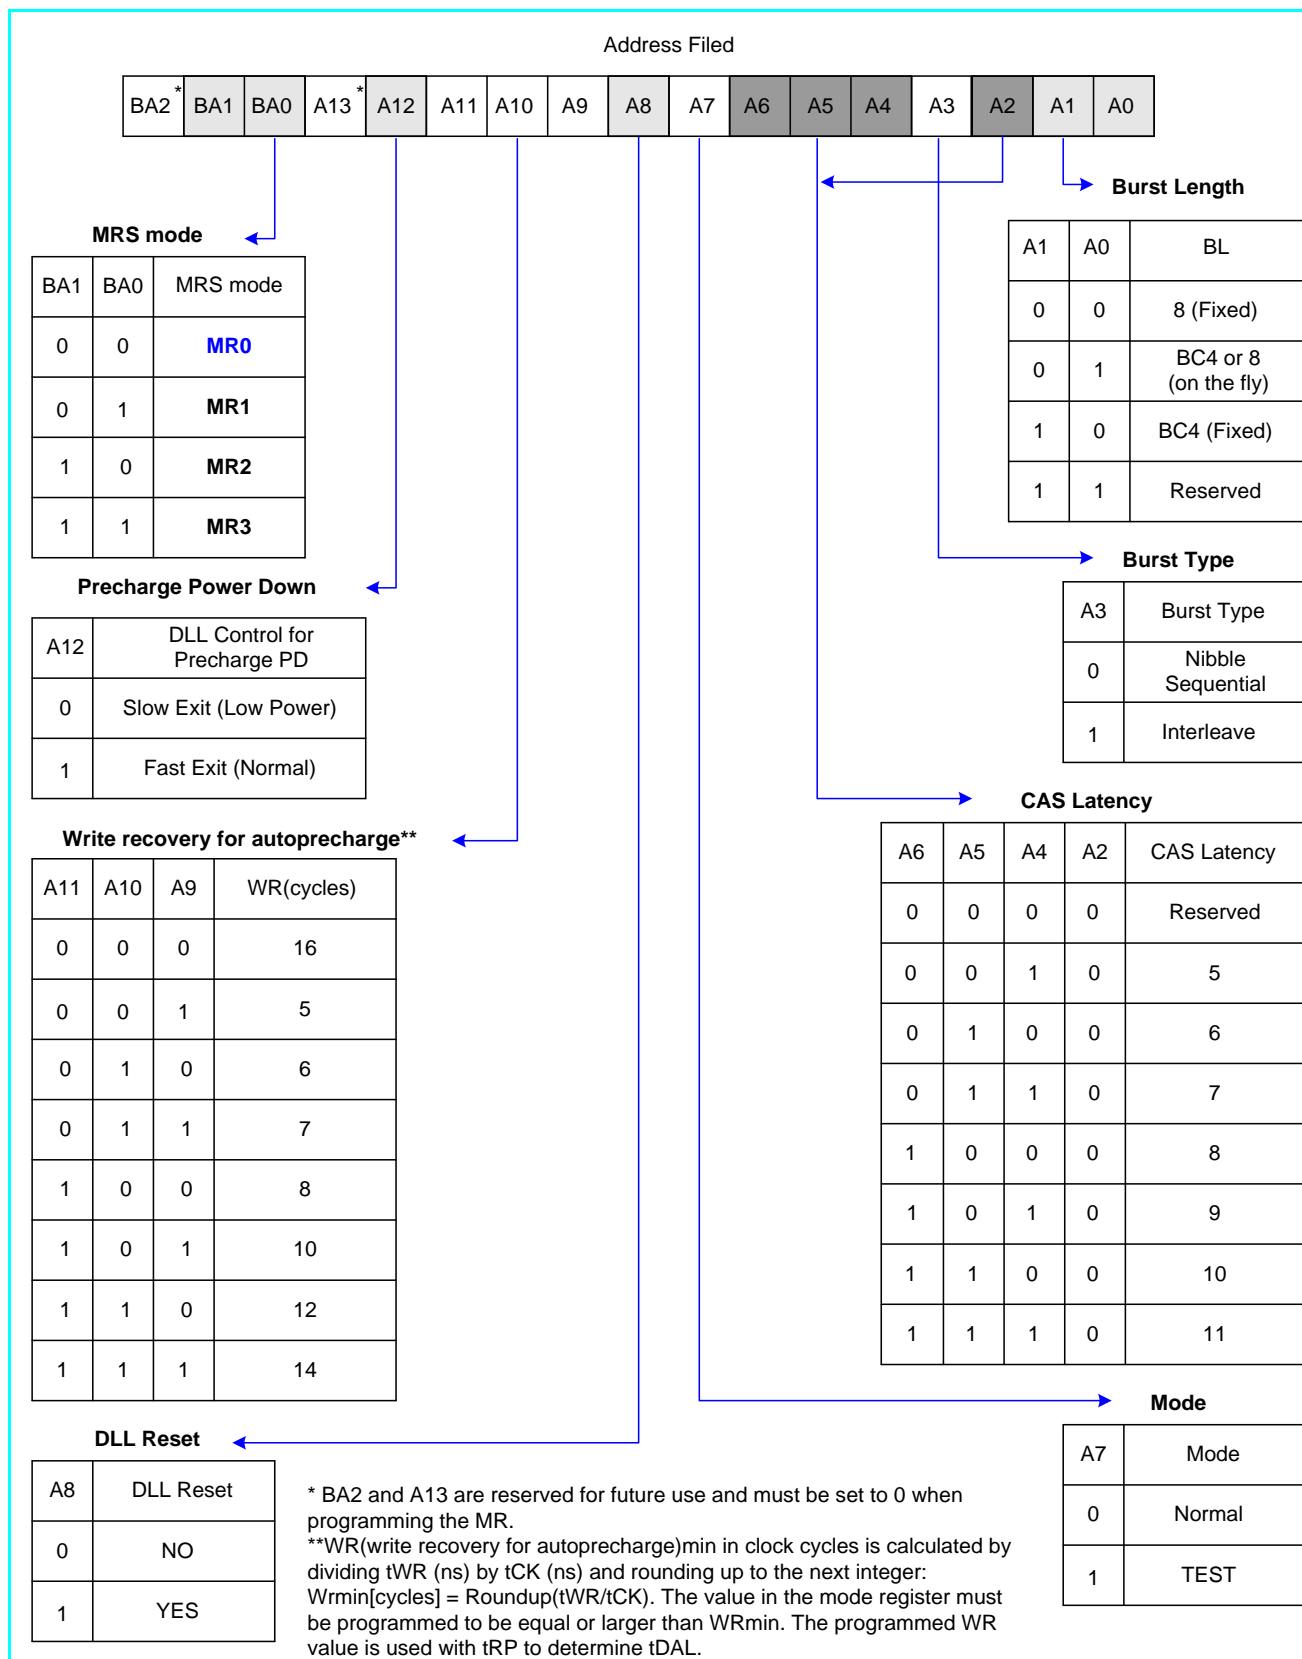 Address Filed
BA2* BA1 BA0 A13* A12 A11 A10 A9 A8 A7 A6 A5 A4 A3 A2 A1 A0
MRS mode
BA1 BA0 MRS mode
0 0 MR0
0 1 MR1
1 0 MR2
1 1 MR3
Precharge Power Down
A12 DLL Control for
Precharge PD
0 Slow Exit (Low Power)
1 Fast Exit (Normal)
Write recovery for autoprecharge**
A11 A10 A9 WR(cycles)
0 0 0 16
0 0 1 5
0 1 0 6
0 1 1 7
1 0 0 8
1 0 1 10
1 1 0 12
1 1 1 14
DLL Reset
A8 DLL Reset
0 NO
1 YES
Burst Length
A1 A0 BL
0 0 8 (Fixed)
0 1 BC4 or 8
(on the fly)
1 0 BC4 (Fixed)
1 1 Reserved
Burst Type
A3 Burst Type
0 Nibble
Sequential
1 Interleave
CAS Latency
A6 A5 A4 A2 CAS Latency
0 0 0 0 Reserved
0 0 1 0 5
0 1 0 0 6
0 1 1 0 7
1 0 0 0 8
1 0 1 0 9
1 1 0 0 10
1 1 1 0 11
Mode
A7 Mode
0 Normal
1 TEST
* BA2 and A13 are reserved for future use and must be set to 0 when
programming the MR.
**WR(write recovery for autoprecharge)min in clock cycles is calculated by
dividing tWR (ns) by tCK (ns) and rounding up to the next integer:
Wrmin[cycles] = Roundup(tWR/tCK). The value in the mode register must
be programmed to be equal or larger than WRmin. The programmed WR
value is used with tRP to determine tDAL.